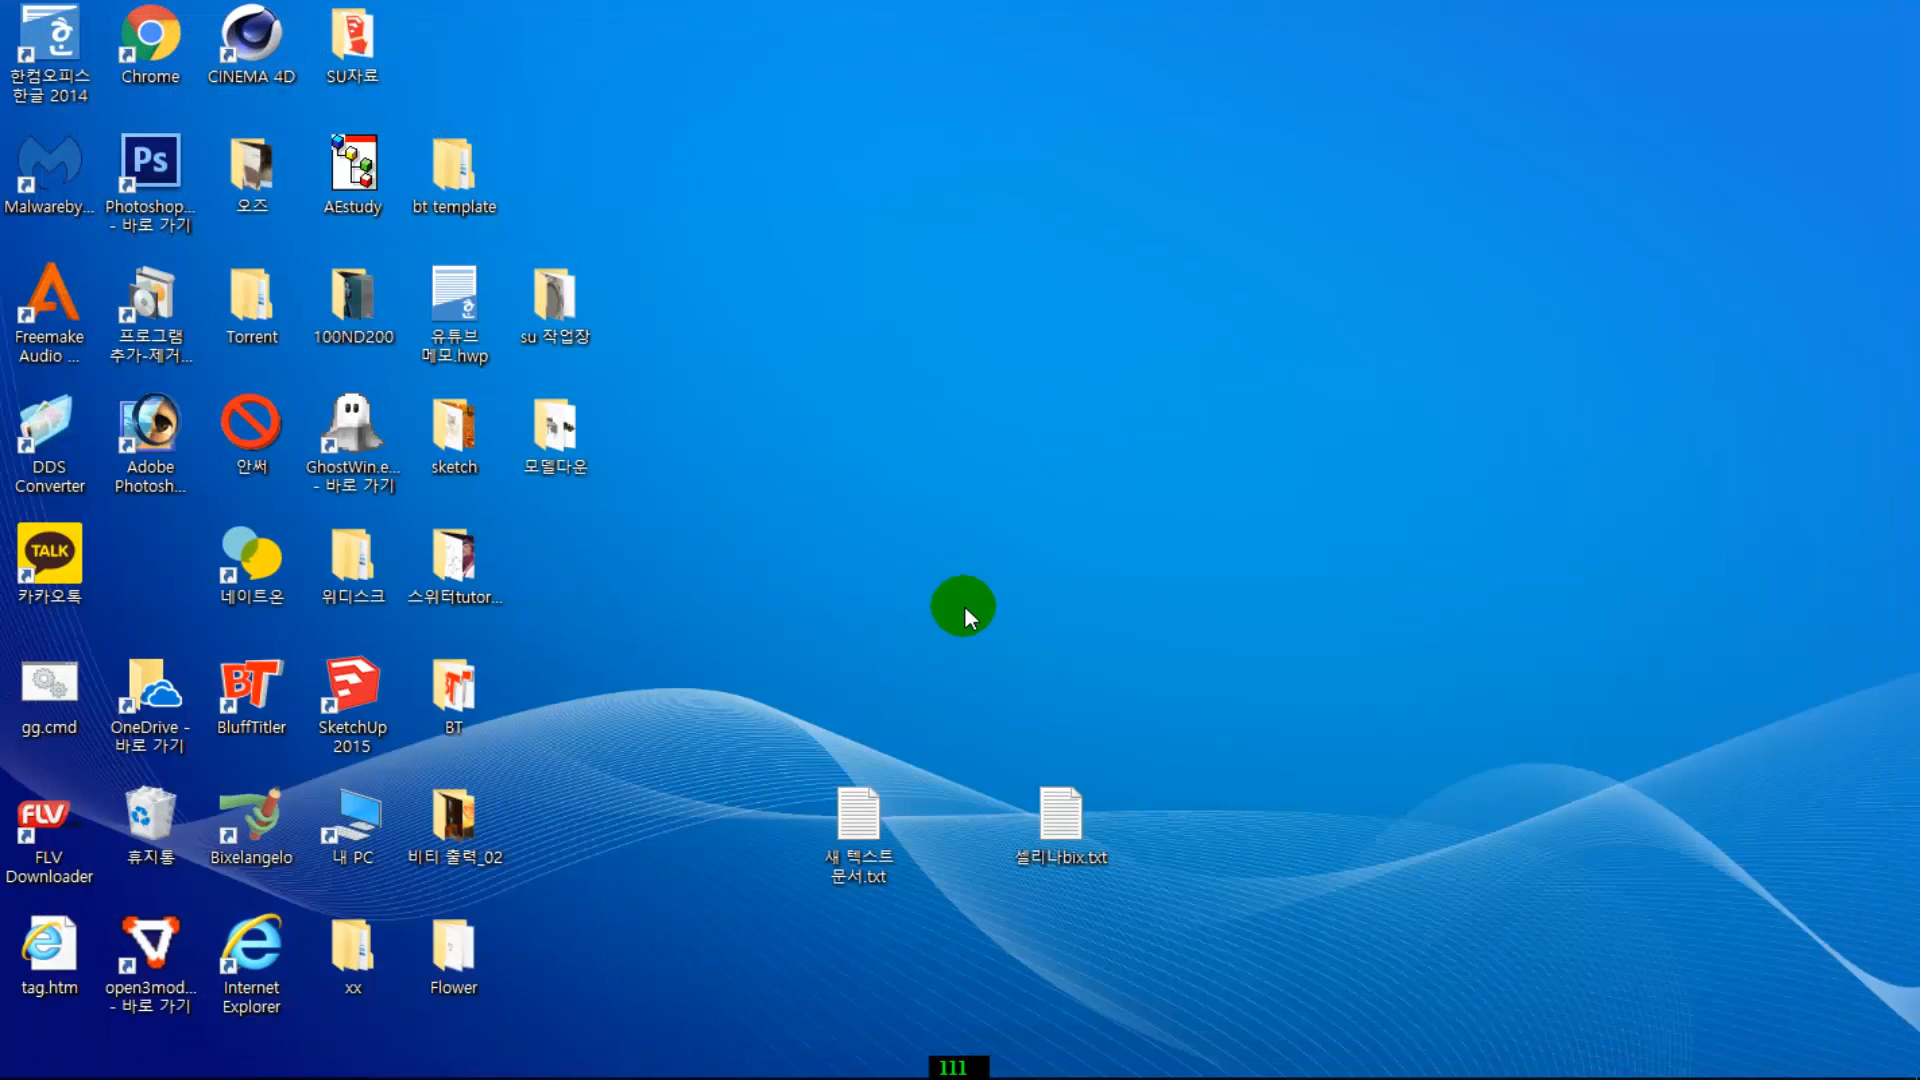 한컴오피스
한글 2014
Chrome
CINEMA 4D
SU자료
Malwareby...
Ps
Photoshop...
- 바로 가기
오즈
AEstudy
bt template
Freemake
Audio ...
프로그램
추가-제거...
Torrent
100ND200
유튜브
메모.hwp
su 작업장
DDS
Converter
Adobe
Photosh...
안써
GhostWin.e...
- 바로 가기
sketch
모델다운
TALK
카카오톡
네이트온
위디스크
스위터tutor...
gg.cmd
OneDrive -
바로 가기
BT
BluffTitler
SketchUp
2015
BT
FLV
FLV
Downloader
휴지통
Bixelangelo
내 PC
비티 출력_02
새 텍스트
문서.txt
셀리나bix.txt
tag.htm
open3mod...
- 바로 가기
Internet
Explorer
xx
Flower
111